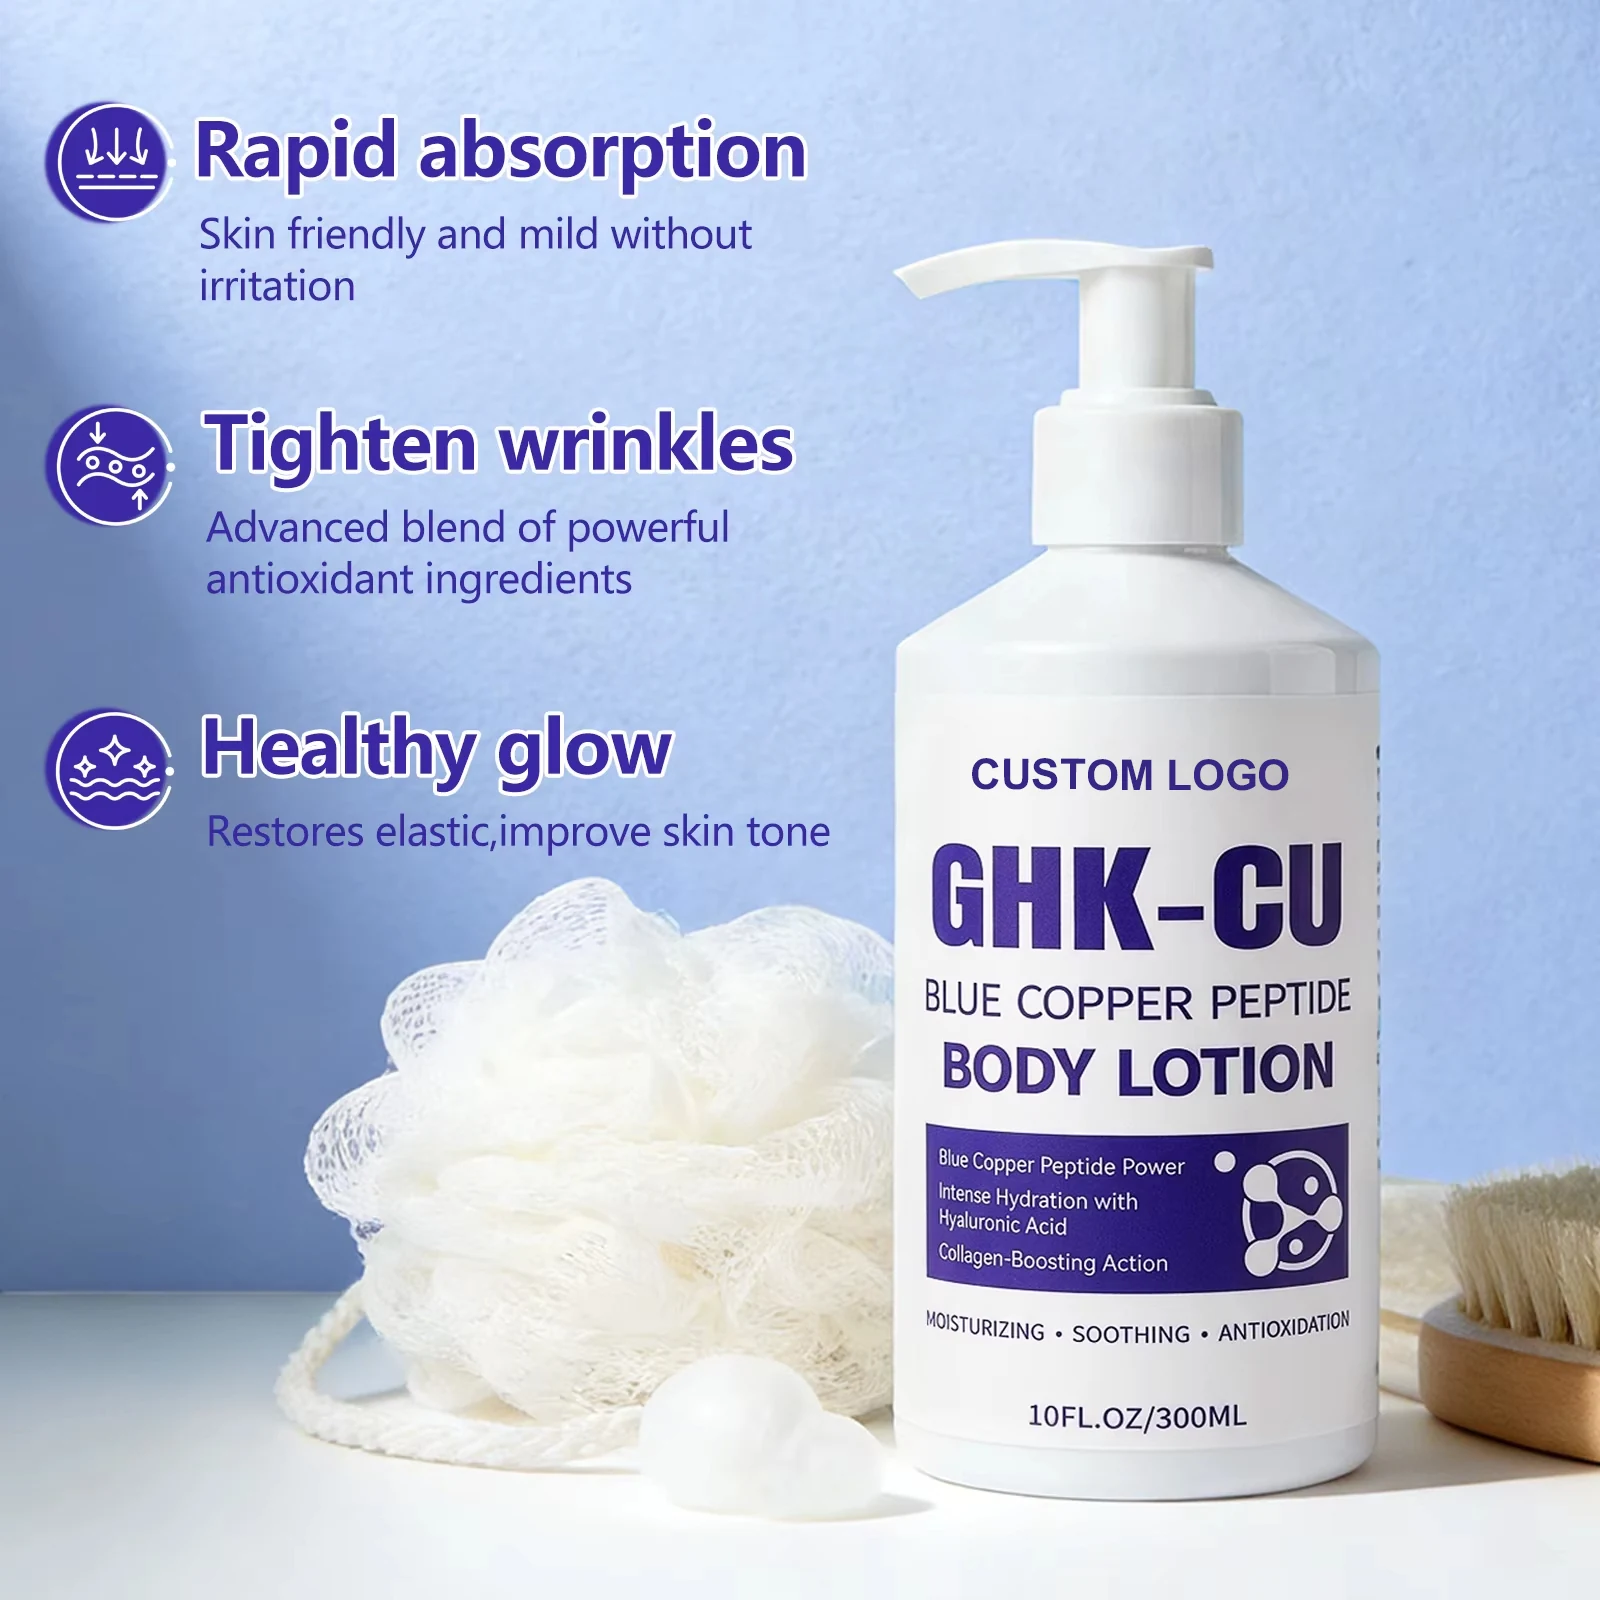 Rapid absorption
Skin friendly and mild without
irritation
Tighten wrinkles
Advanced blend of powerful
antioxidant ingredients
Healthy glow
Restores elastic,improve skin tone
CUSTOM LOGO
GHK-CU
BLUE COPPER PEPTIDE
BODY LOTION
Blue Copper Peptide Power
Intense Hydration with
Hyaluronic Acid
Collagen-Boosting Action
MOISTURIZING • SOOTHING • ANTIOXIDATION
10FL.OZ/300ML